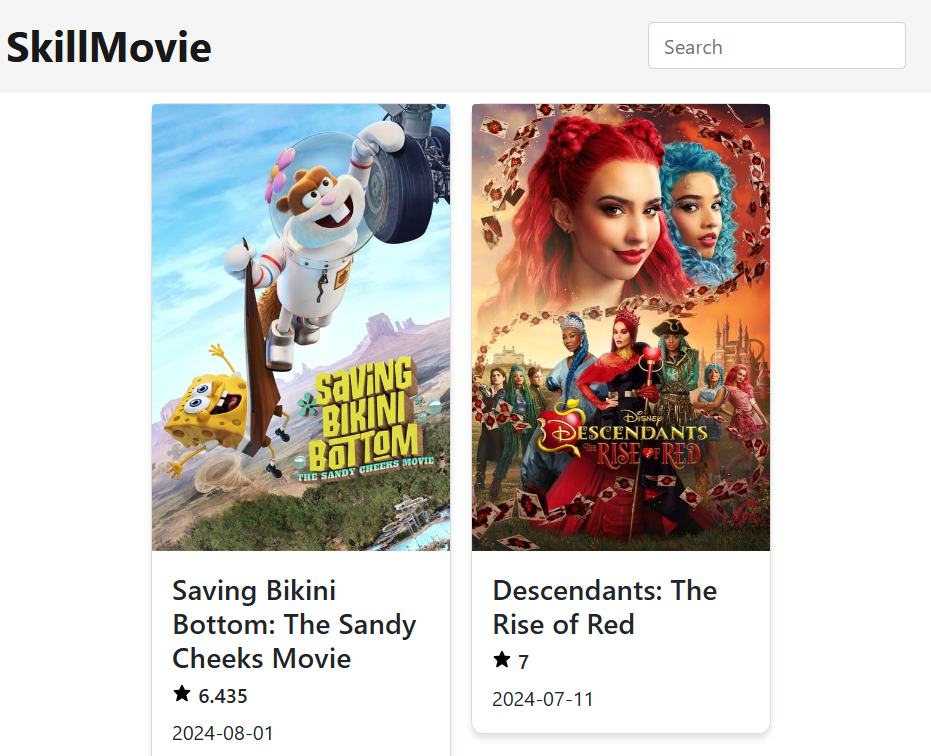 SkillMovie
Search
SAVING
BIKINI
BOTTOM
THE SANDY CHEEKS MOVIE
Disney
DESCENDANTS
THE RISE OF RED
Saving Bikini
Bottom: The Sandy
Cheeks Movie
★ 6.435
2024-08-01
Descendants: The
Rise of Red
★ 7
2024-07-11